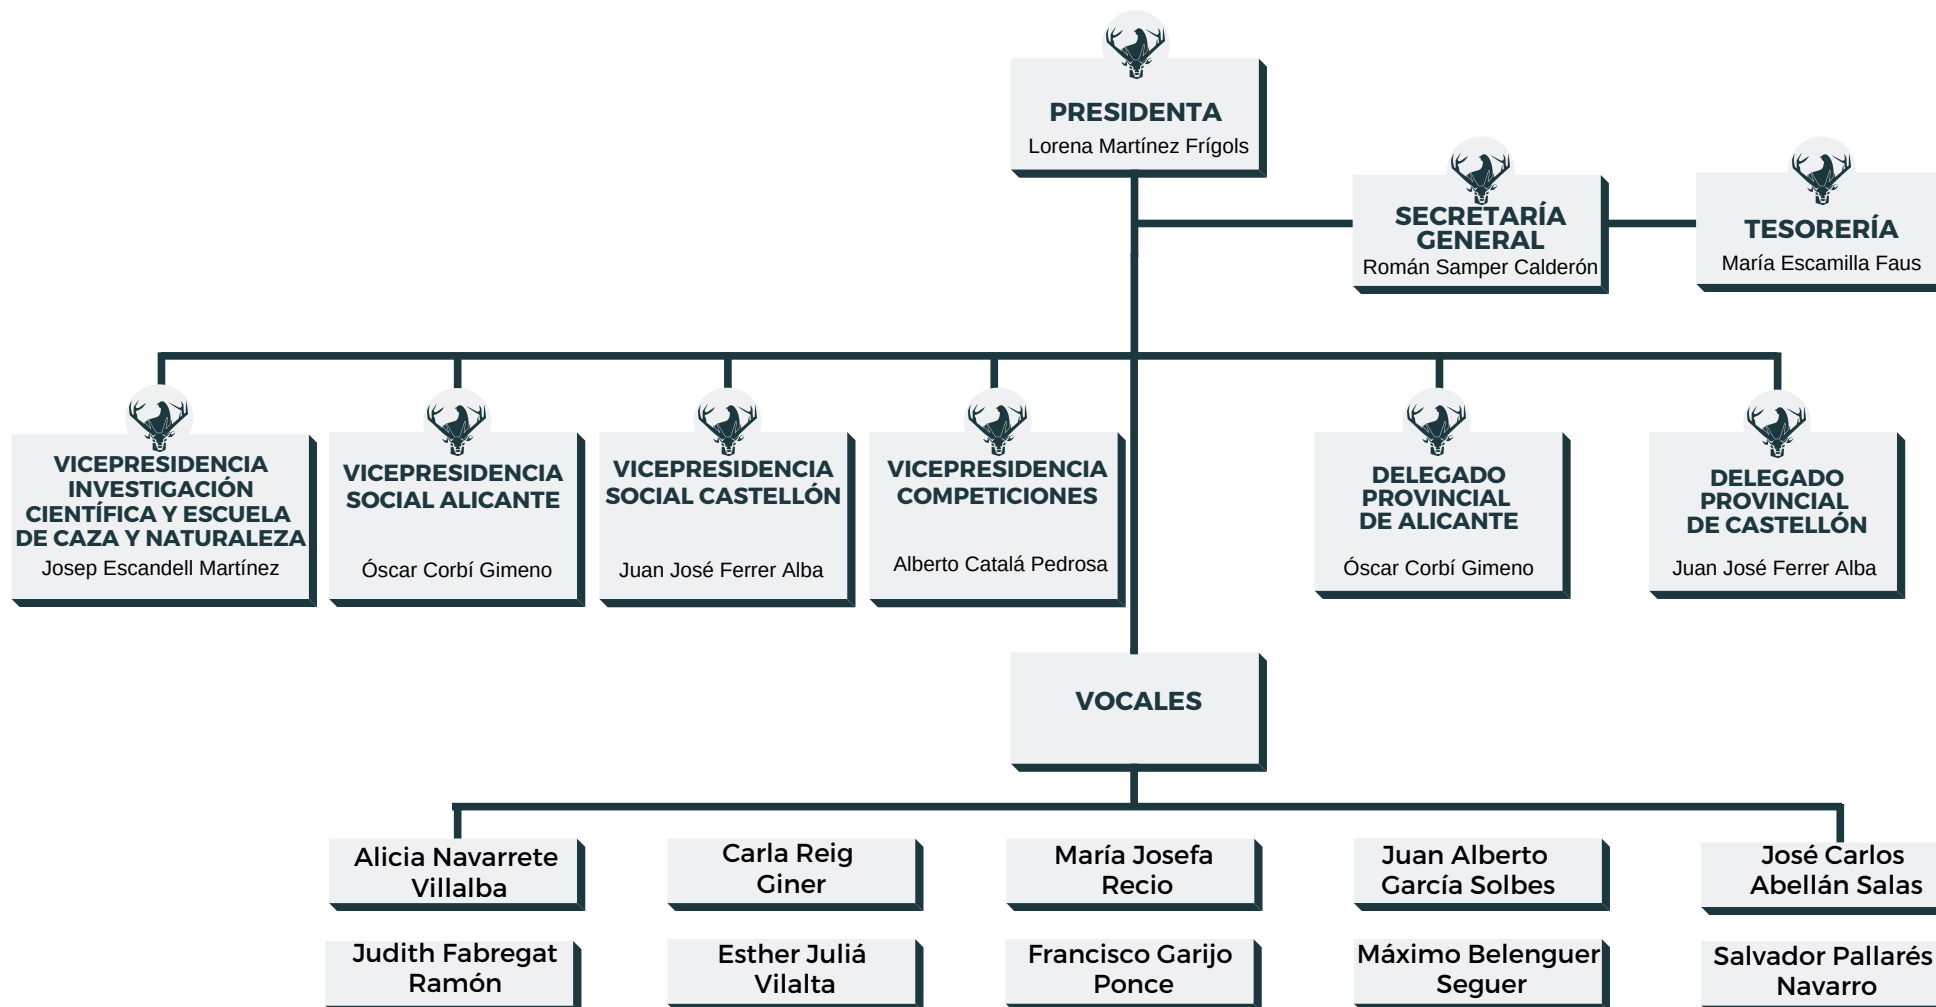 PRESIDENTA
Lorena Martínez Frígols
SECRETARÍA
GENERAL
Román Samper Calderón
TESORERÍA
María Escamilla Faus
VICEPRESIDENCIA
INVESTIGACIÓN
CIENTÍFICA Y ESCUELA
DE CAZA Y NATURALEZA
Josep Escandell Martínez
VICEPRESIDENCIA
SOCIAL ALICANTE
Óscar Corbí Gimeno
VICEPRESIDENCIA
SOCIAL CASTELLÓN
Juan José Ferrer Alba
VICEPRESIDENCIA
COMPETICIONES
Alberto Catalá Pedrosa
DELEGADO
PROVINCIAL
DE ALICANTE
Óscar Corbí Gimeno
DELEGADO
PROVINCIAL
DE CASTELLÓN
Juan José Ferrer Alba
VOCALES
Alicia Navarrete
Villalba
Carla Reig
Giner
María Josefa
Recio
Juan Alberto
García Solbes
José Carlos
Abellán Salas
Judith Fabregat
Ramón
Esther Juliá
Vilalta
Francisco Garijo
Ponce
Máximo Belenguer
Seguer
Salvador Pallarés
Navarro